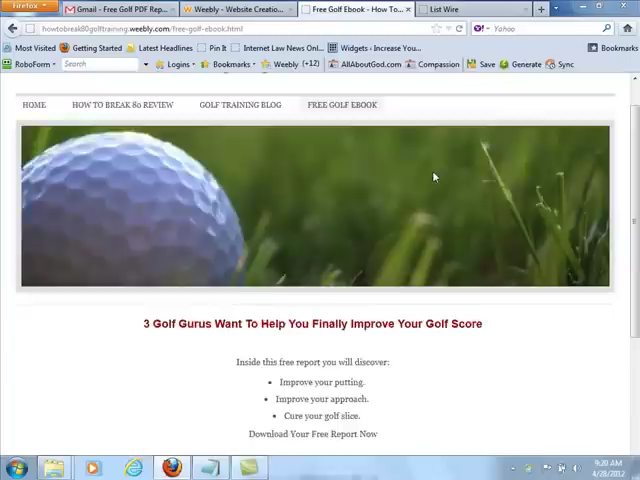 Firefox
Gmail - Free Golf PDF Rep...
Weebly - Website Creatio...
Free Golf Ebook - How To...
List Wire
howtobreak80golftraining.weebly.com/free-golf-ebook.html
Yahoo
Most Visited
Getting Started
Latest Headlines
Pin It
Internet Law News Onl...
Widgets - Increase You...
Bookmarks
RoboForm
Search
Logins
Bookmarks
Weebly (+12)
AllAboutGod.com
Compassion
Save
Generate
Sync
HOME
HOW TO BREAK 80 REVIEW
GOLF TRAINING BLOG
FREE GOLF EBOOK
3 Golf Gurus Want To Help You Finally Improve Your Golf Score
Inside this free report you will discover:
Improve your putting.
Improve your approach.
Cure your golf slice.
Download Your Free Report Now
9:20 AM
4/28/2012